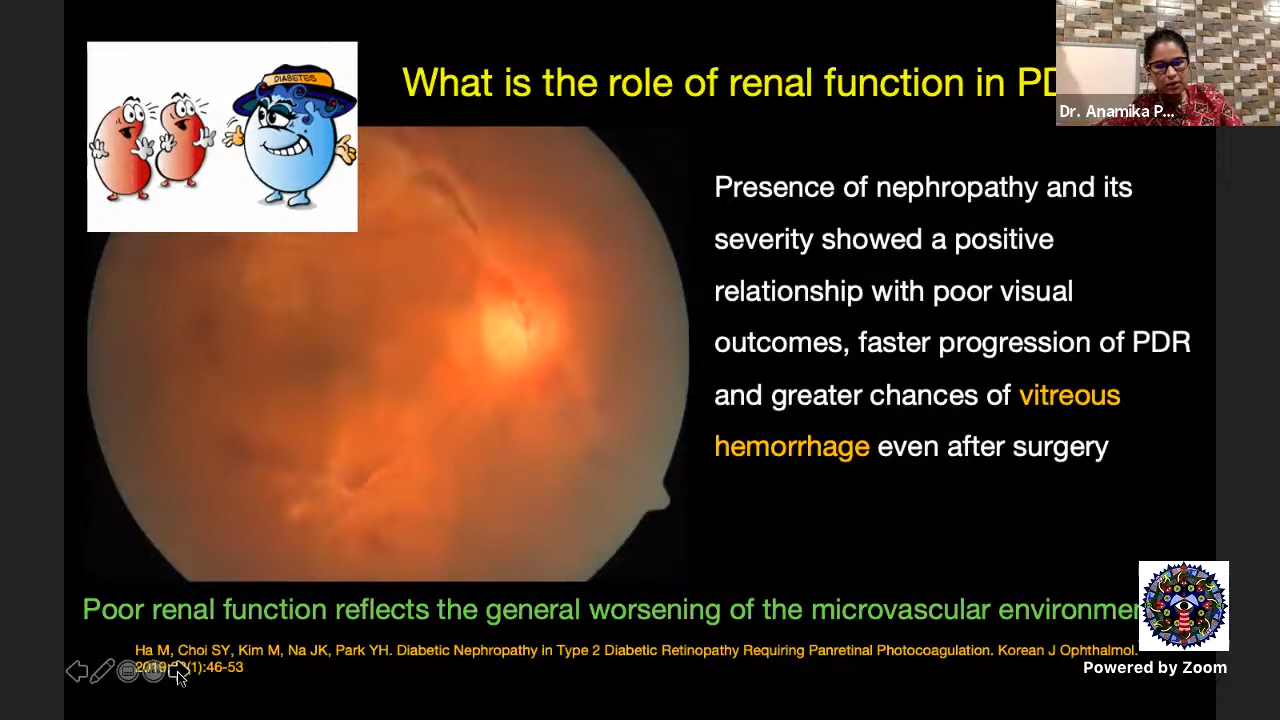 DIABETES
What is the role of renal function in PD
Dr. Anamika P...
Presence of nephropathy and its
severity showed a positive
relationship with poor visual
outcomes, faster progression of PDR
and greater chances of vitreous
hemorrhage even after surgery
Poor renal function reflects the general worsening of the microvascular environmen
Ha M, Choi SY, Kim M, Na JK, Park YH. Diabetic Nephropathy in Type 2 Diabetic Retinopathy Requiring Panretinal Photocoagulation. Korean J Ophthalmol.
(1):46-53
Powered by Zoom